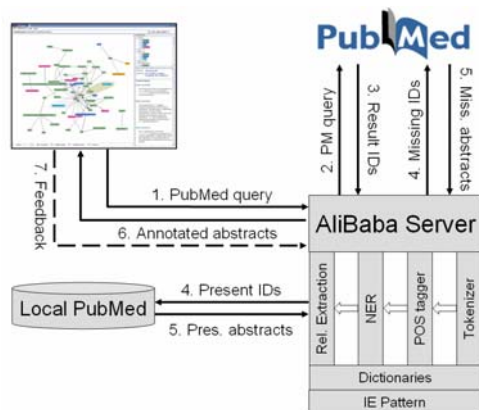 PubMed
2. PM query
3. Result IDs
4. Missing IDs
5. Miss. abstracts
7. Feedback
1. PubMed query
6. Annotated abstracts
AliBaba Server
4. Present IDs
Local PubMed
5. Pres. abstracts
Rel. Extraction
NER
POS tagger
Tokenizer
Dictionaries
IE Pattern